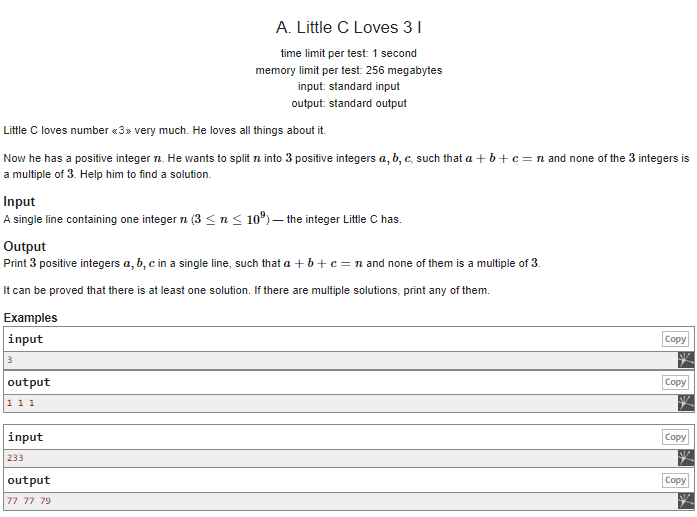 A. Little C Loves 3 I
time limit per test: 1 second
memory limit per test: 256 megabytes
input: standard input
output: standard output
Little C loves number «3» very much. He loves all things about it.
Now he has a positive integer n. He wants to split n into 3 positive integers a, b, c, such that a + b + c = n and none of the 3 integers is
a multiple of 3. Help him to find a solution.
Input
A single line containing one integer n (3 ≤ n ≤ 10⁹) — the integer Little C has.
Output
Print 3 positive integers a, b, c in a single line, such that a + b + c = n and none of them is a multiple of 3.
It can be proved that there is at least one solution. If there are multiple solutions, print any of them.
Examples
input Copy
3
output Copy
1 1 1
input Copy
233
output Copy
77 77 79